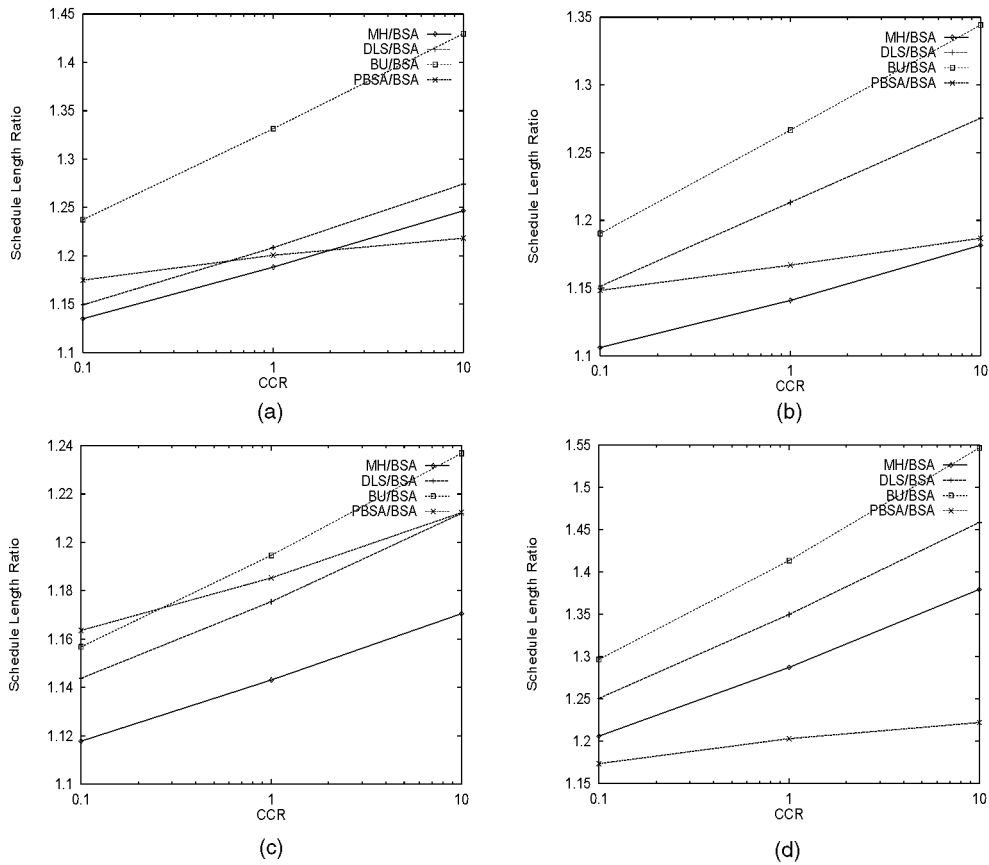 1.45
1.4
1.35
1.3
1.25
1.2
1.15
1.1
Schedule Length Ratio
MH/BSA
DLS/BSA
BU/BSA
PBSA/BSA
0.1
1
10
CCR
(a)
1.35
1.3
1.25
1.2
1.15
1.1
Schedule Length Ratio
MH/BSA
DLS/BSA
BU/BSA
PBSA/BSA
0.1
1
10
CCR
(b)
1.24
1.22
1.2
1.18
1.16
1.14
1.12
1.1
Schedule Length Ratio
MH/BSA
DLS/BSA
BU/BSA
PBSA/BSA
0.1
1
10
CCR
(c)
1.55
1.5
1.45
1.4
1.35
1.3
1.25
1.2
1.15
Schedule Length Ratio
MH/BSA
DLS/BSA
BU/BSA
PBSA/BSA
0.1
1
10
CCR
(d)